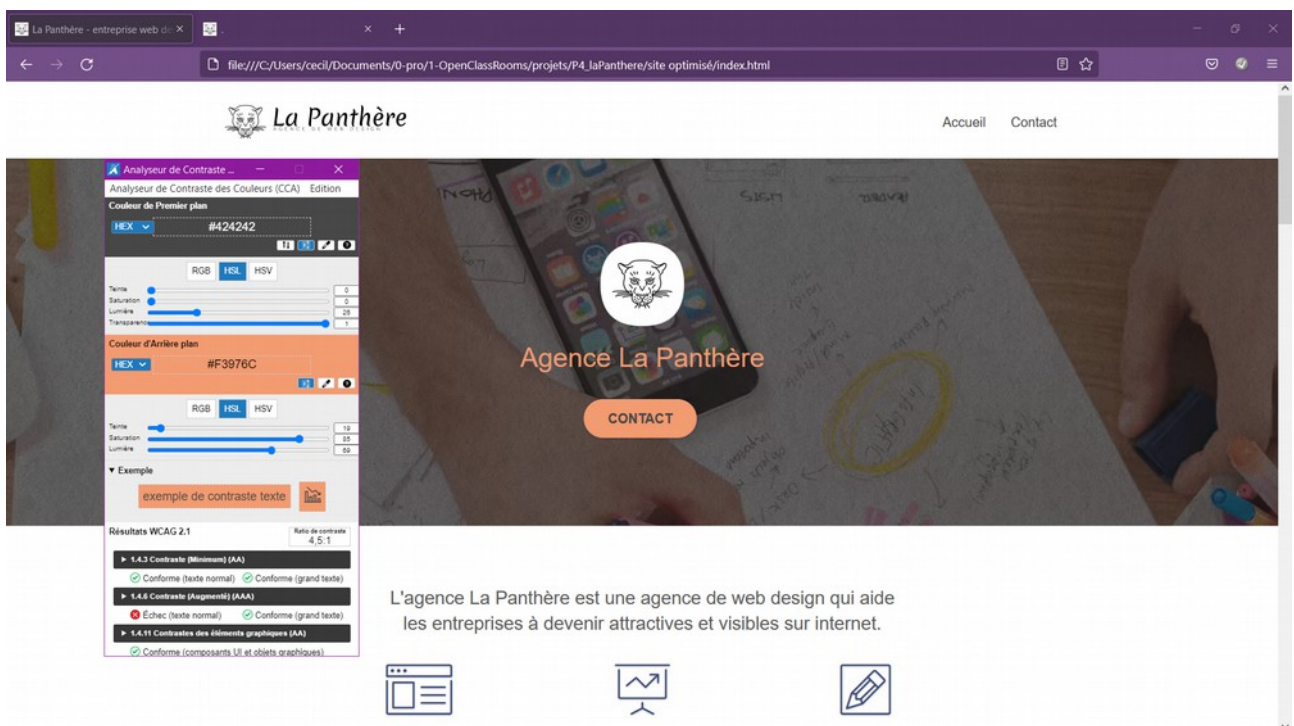 La Panthère - entreprise web de
file:///C:/Users/cecil/Documents/0-pro/1-OpenClassRooms/projets/P4_laPanthere/site optimisé/index.html
La Panthère
AGENCE DE WEB DESIGN
Accueil Contact
Analyseur de Contraste ...
Analyseur de Contraste des Couleurs (CCA) Edition
Couleur de Premier plan
HEX #424242
RGB HSL HSV
Teinte 0
Saturation 0
Lumière 26
Transparence 1
Couleur d'Arrière plan
HEX #F3976C
RGB HSL HSV
Teinte 19
Saturation 85
Lumière 69
Exemple
exemple de contraste texte
Résultats WCAG 2.1
Ratio de contraste
4,5:1
1.4.3 Contraste (Minimum) (AA)
Conforme (texte normal) Conforme (grand texte)
1.4.6 Contraste (Augmenté) (AAA)
Échec (texte normal) Conforme (grand texte)
1.4.11 Contrastes des éléments graphiques (AA)
Conforme (composants UI et objets graphiques)
LISTS
Agence La Panthère
CONTACT
L'agence La Panthère est une agence de web design qui aide
les entreprises à devenir attractives et visibles sur internet.